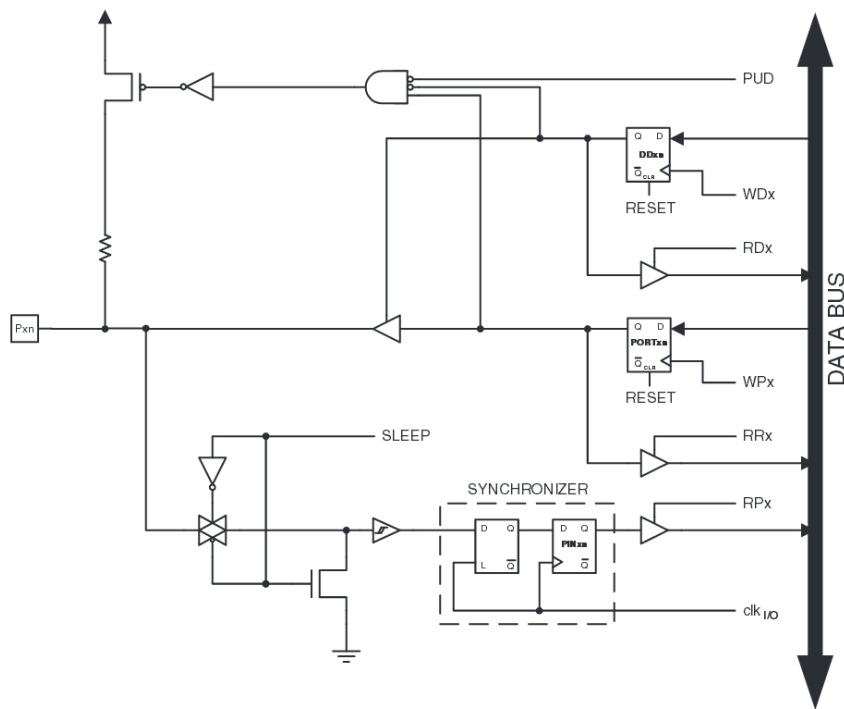 PUD
Q D
DDxn
Q CLR
WDx
RESET
RDx
Pxn
Q D
PORTxn
Q CLR
WPx
RESET
SLEEP
RRx
SYNCHRONIZER
RPx
D Q
L Q
D Q
PINxn
Q
clk I/O
DATA BUS